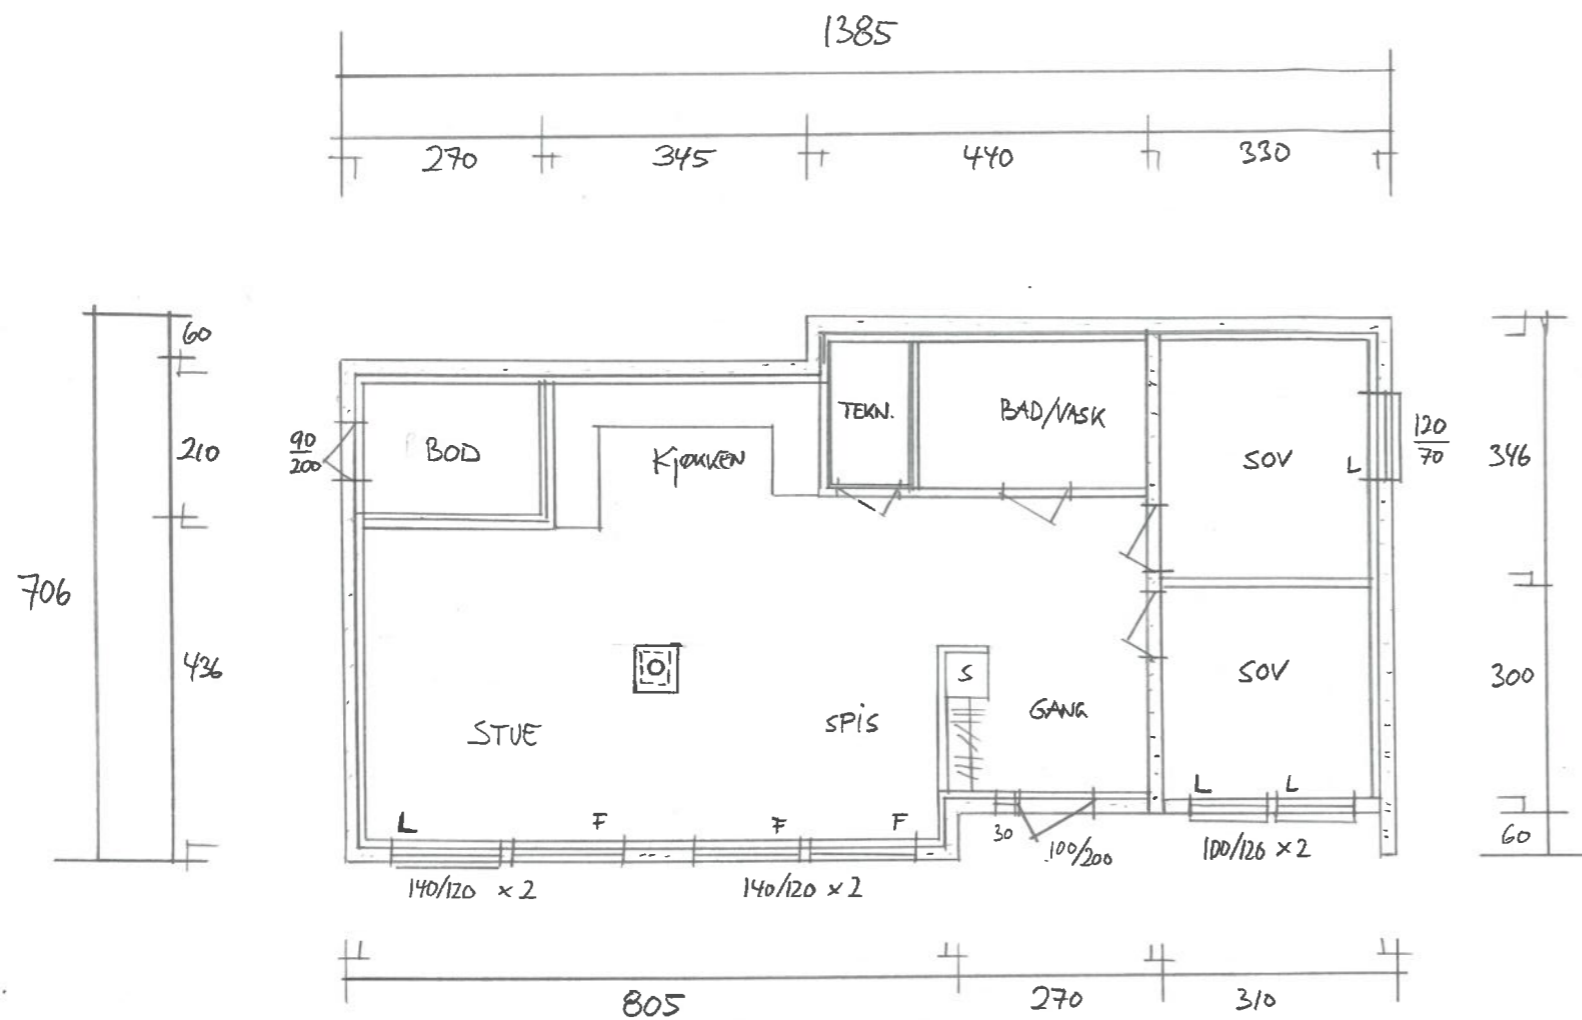 1385
270 345 440 330
60
210
706
436
90
200
BOD
KJØKKEN
TEKN.
BAD/VASK
SOV
L
120
70
346
STUE
SPIS
S
GANG
SOV
300
L F F F
L L
30
100/200
100/120 x 2
60
140/120 x 2
140/120 x 2
805 270 310